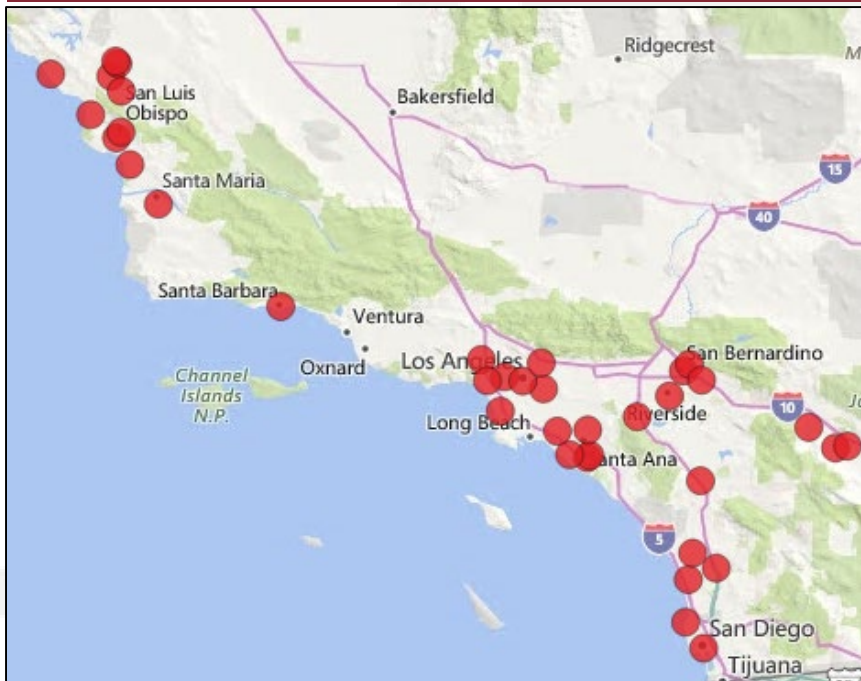 Ridgecrest
M
San Luis
Obispo
Bakersfield
15
Santa Maria
40
Santa Barbara
Ventura
Oxnard
Los Angeles
San Bernardino
Channel
Islands
N.P.
10
Ja
Riverside
Long Beach
anta Ana
5
San Diego
Tijuana